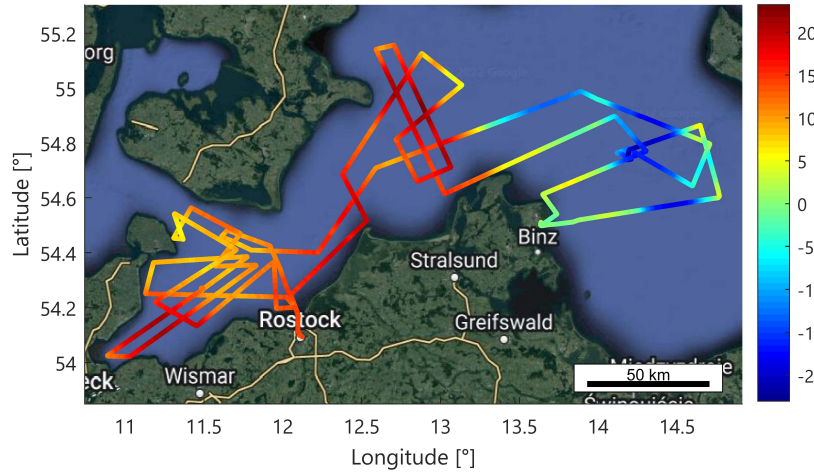 55.2
55
54.8
54.6
54.4
54.2
54
Latitude [°]
org
Binz
Stralsund
Rostock
Greifswald
eck
Wismar
50 km
11
11.5
12
12.5
13
13.5
14
14.5
Longitude [°]
20
15
10
5
0
-5
-1
-1
-2